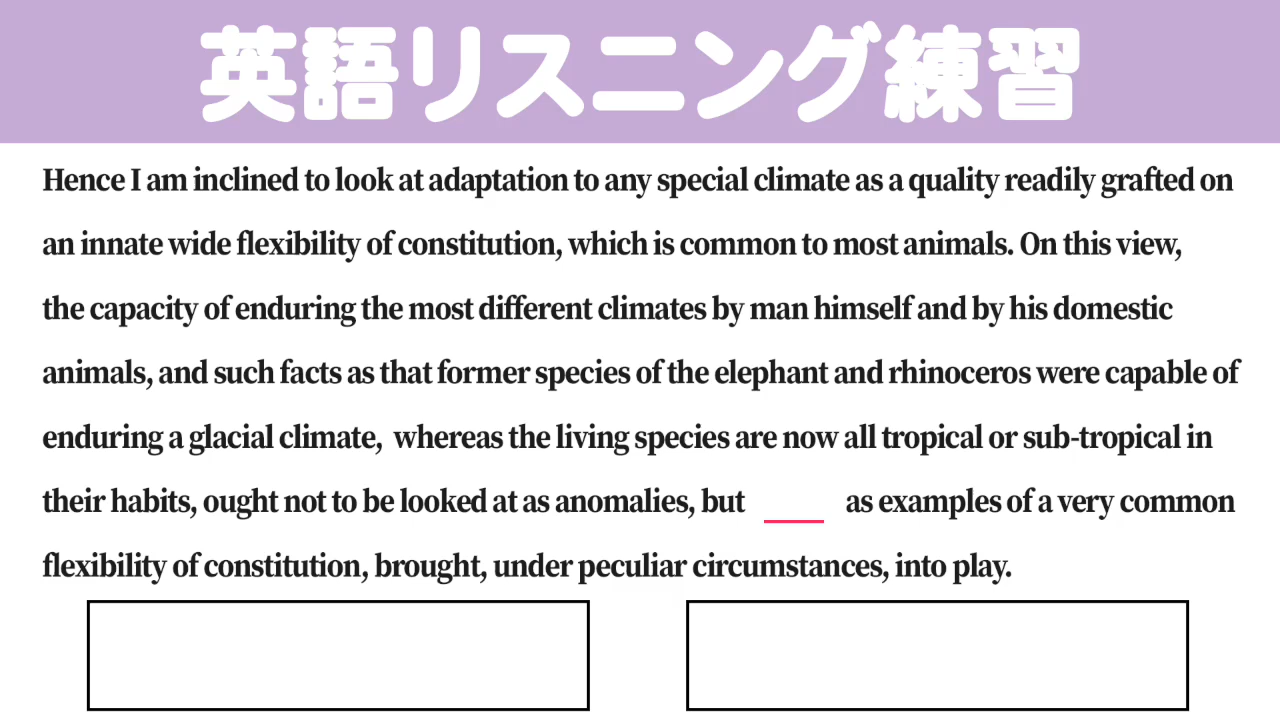 英語リスニング練習
Hence I am inclined to look at adaptation to any special climate as a quality readily grafted on
an innate wide flexibility of constitution, which is common to most animals. On this view,
the capacity of enduring the most different climates by man himself and by his domestic
animals, and such facts as that former species of the elephant and rhinoceros were capable of
enduring a glacial climate, whereas the living species are now all tropical or sub-tropical in
their habits, ought not to be looked at as anomalies, but ____ as examples of a very common
flexibility of constitution, brought, under peculiar circumstances, into play.